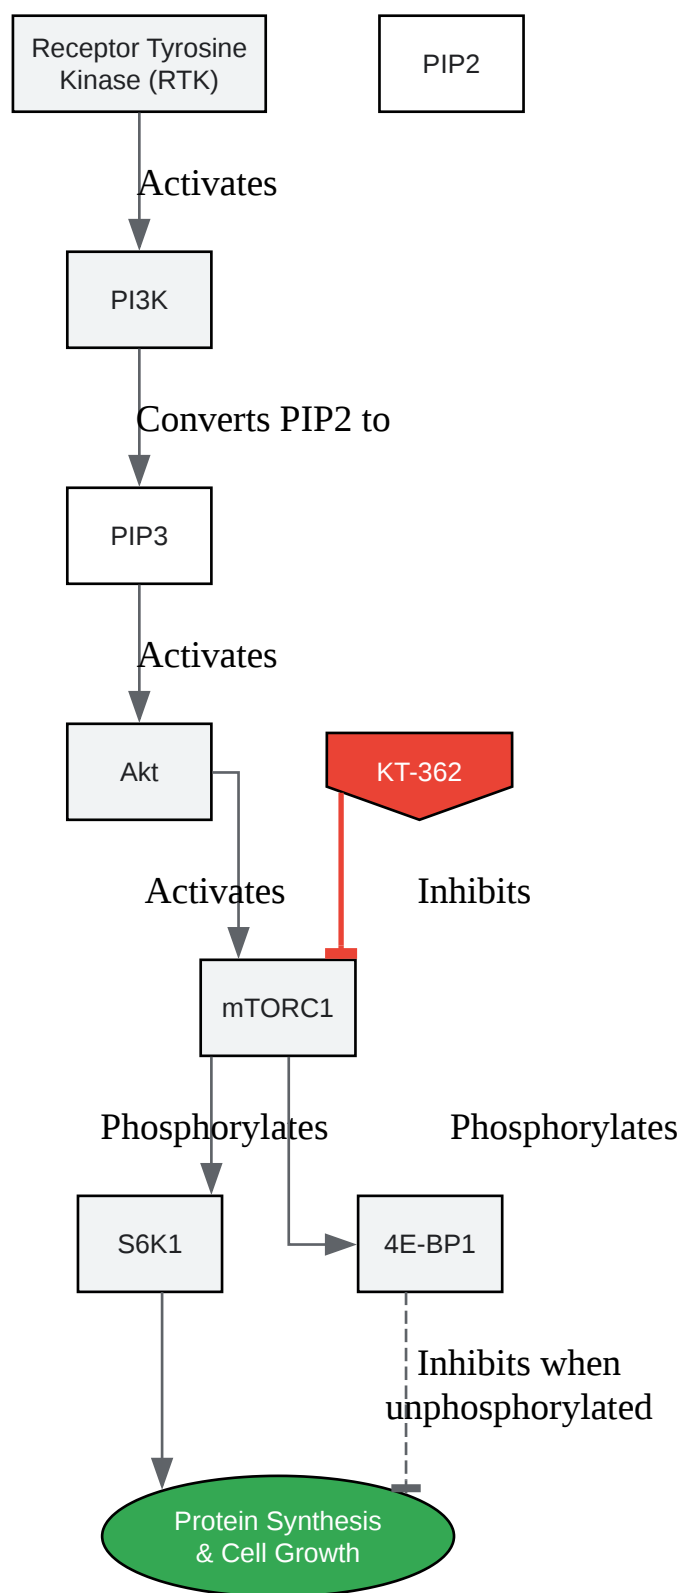 Receptor Tyrosine
Kinase (RTK)
PIP2
Activates
PI3K
Converts PIP2 to
PIP3
Activates
Akt
KT-362
Activates
Inhibits
mTORC1
Phosphorylates
Phosphorylates
S6K1
4E-BP1
Inhibits when
unphosphorylated
Protein Synthesis
& Cell Growth